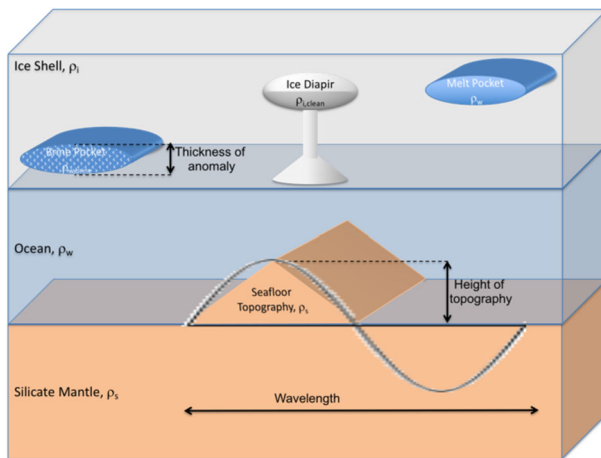 Ice Shell, ρi
Ice Diapir
ρi,clean
Melt Pocket
ρw
Brine Pocket
Thickness of
anomaly
Ocean, ρw
Seafloor
Topography, ρs
Height of
topography
Silicate Mantle, ρs
Wavelength